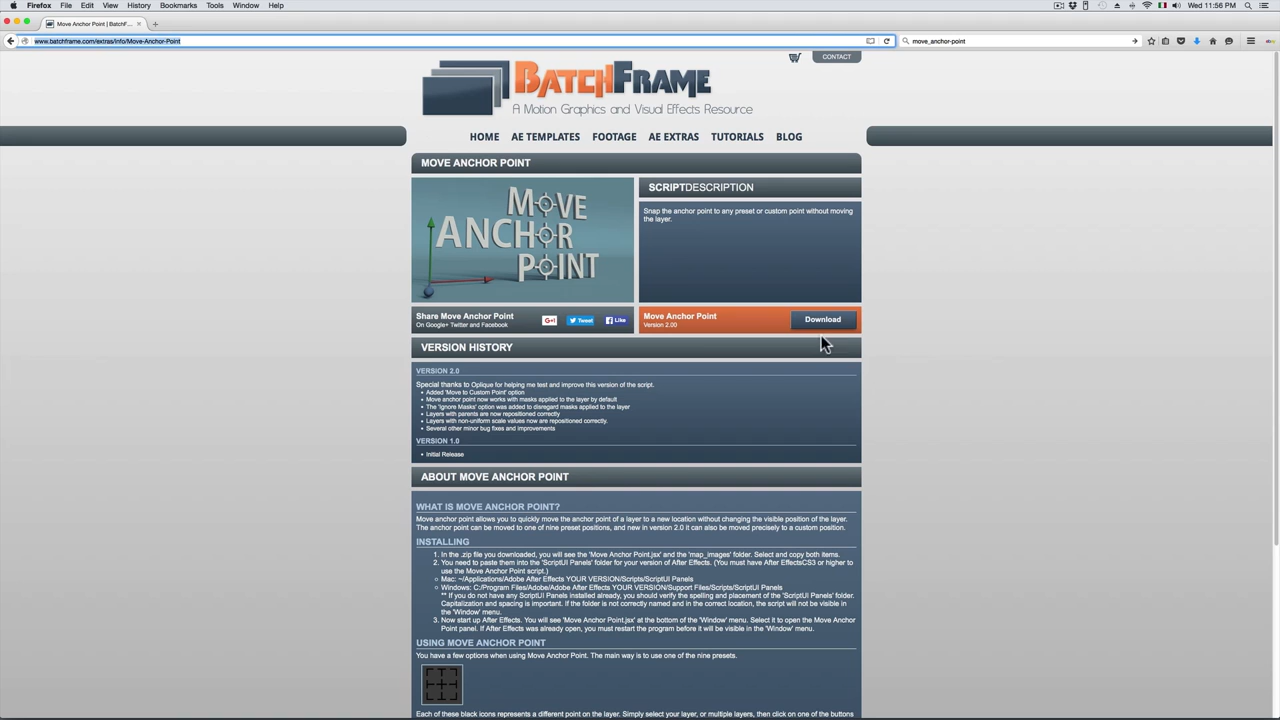 Firefox File Edit View History Bookmarks Tools Window Help
Wed 11:56 PM
Move Anchor Point | BatchF...
www.batchframe.com/extras/info/Move-Anchor-Point
move_anchor-point
CONTACT
BATCHFRAME
A Motion Graphics and Visual Effects Resource
HOME AE TEMPLATES FOOTAGE AE EXTRAS TUTORIALS BLOG
MOVE ANCHOR POINT
MOVE
ANCHOR
POINT
SCRIPTDESCRIPTION
Snap the anchor point to any preset or custom point without moving
the layer.
Share Move Anchor Point
On Google+ Twitter and Facebook
G+1 Tweet Like
Move Anchor Point
Version 2.00
Download
VERSION HISTORY
VERSION 2.0
Special thanks to Oplique for helping me test and improve this version of the script.
• Added 'Move to Custom Point' option
• Move anchor point now works with masks applied to the layer by default
• The 'Ignore Masks' option was added to disregard masks applied to the layer
• Layers with parents are now repositioned correctly
• Layers with non-uniform scale values now are repositioned correctly.
• Several other minor bug fixes and improvements
VERSION 1.0
• Initial Release
ABOUT MOVE ANCHOR POINT
WHAT IS MOVE ANCHOR POINT?
Move anchor point allows you to quickly move the anchor point of a layer to a new location without changing the visible position of the layer.
The anchor point can be moved to one of nine preset positions, and new in version 2.0 it can also be moved precisely to a custom position.
INSTALLING
1. In the .zip file you downloaded, you will see the 'Move Anchor Point.jsx' and the 'map_images' folder. Select and copy both items.
2. You need to paste them into the 'ScriptUI Panels' folder for your version of After Effects. (You must have After EffectsCS3 or higher to
use the Move Anchor Point script.)
○ Mac: ~/Applications/Adobe After Effects YOUR VERSION/Scripts/ScriptUI Panels
○ Windows: C:/Program Files/Adobe/Adobe After Effects YOUR VERSION/Support Files/Scripts/ScriptUI Panels
** If you do not have any ScriptUI Panels installed already, you should verify the spelling and placement of the 'ScriptUI Panels' folder.
Capitalization and spacing is important. If the folder is not correctly named and in the correct location, the script will not be visible in
the 'Window' menu.
3. Now start up After Effects. You will see 'Move Anchor Point.jsx' at the bottom of the 'Window' menu. Select it to open the Move Anchor
Point panel. If After Effects was already open, you must restart the program before it will be visible in the 'Window' menu.
USING MOVE ANCHOR POINT
You have a few options when using Move Anchor Point. The main way is to use one of the nine presets.
Each of these black icons represents a different point on the layer. Simply select your layer, or multiple layers, then click on one of the buttons